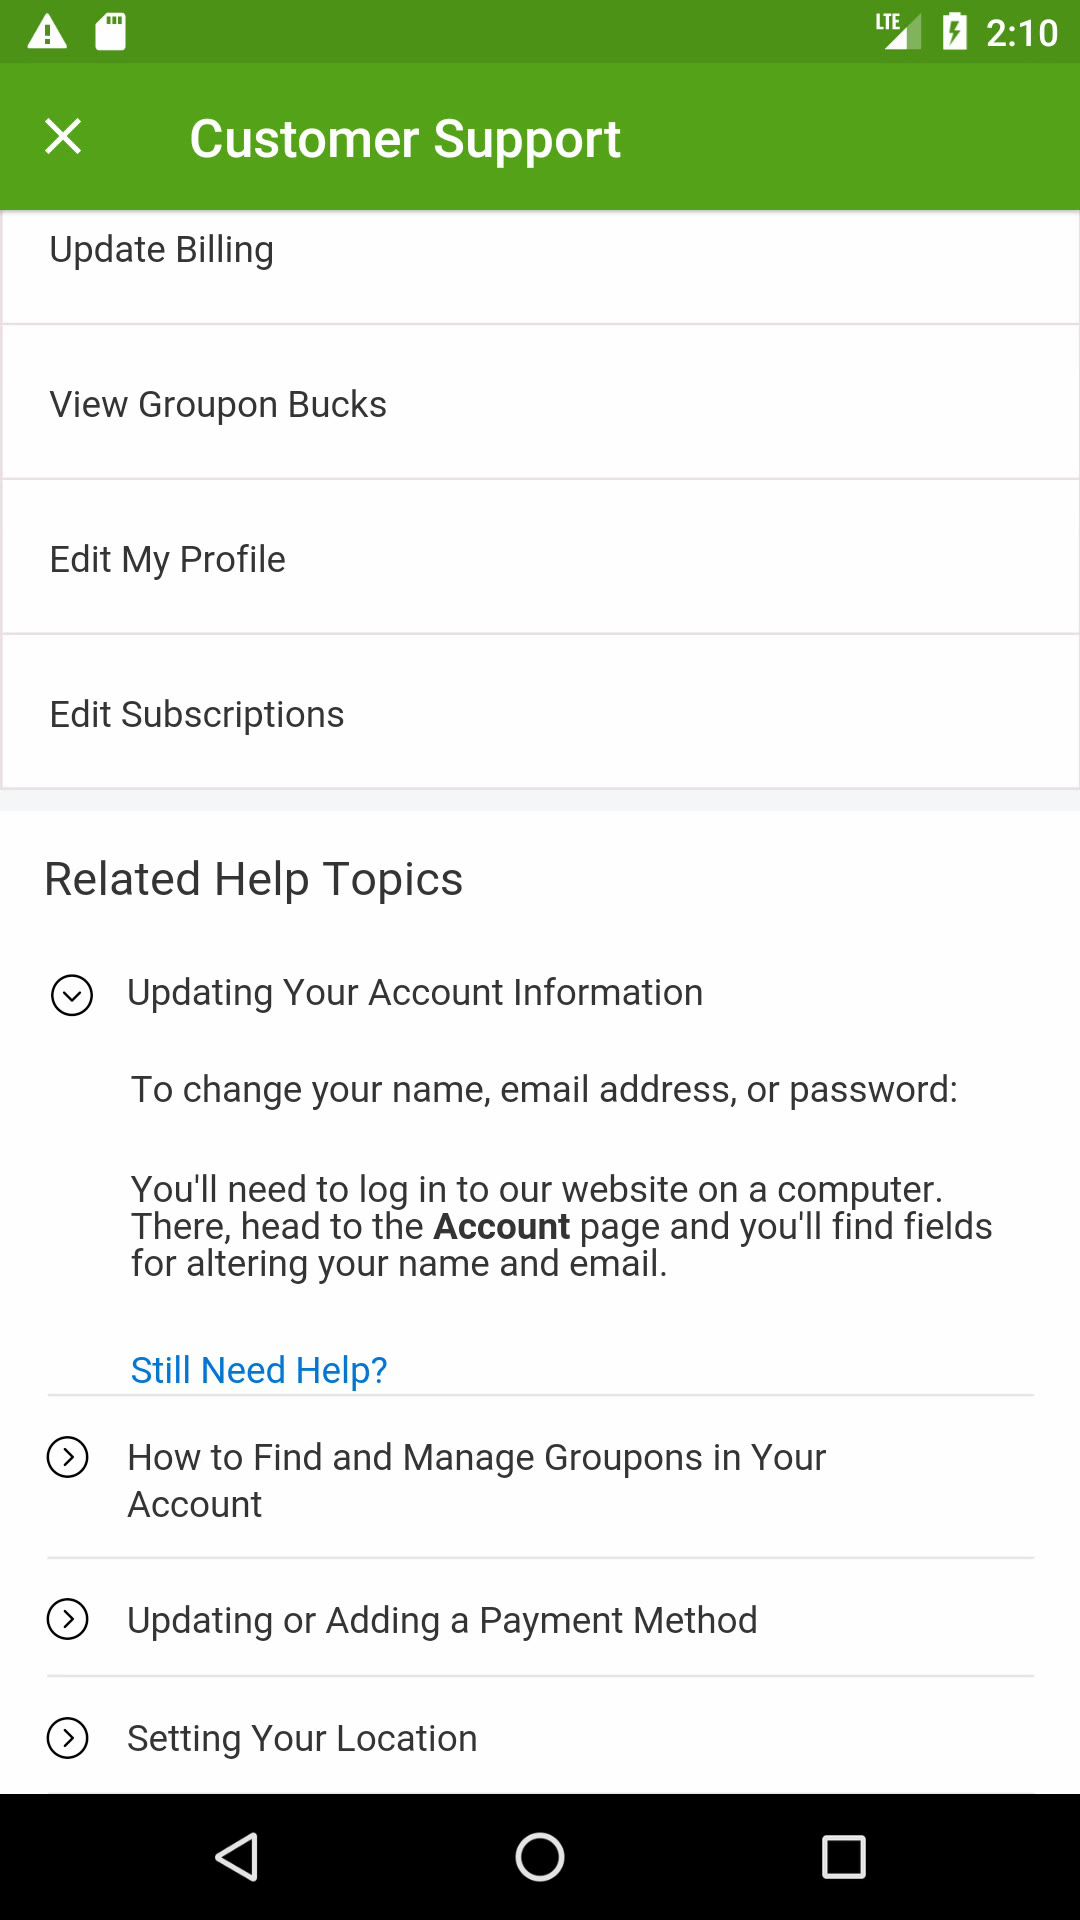 LTE 2:10
Customer Support
Update Billing
View Groupon Bucks
Edit My Profile
Edit Subscriptions
Related Help Topics
Updating Your Account Information
To change your name, email address, or password:
You'll need to log in to our website on a computer.
There, head to the Account page and you'll find fields
for altering your name and email.
Still Need Help?
How to Find and Manage Groupons in Your
Account
Updating or Adding a Payment Method
Setting Your Location